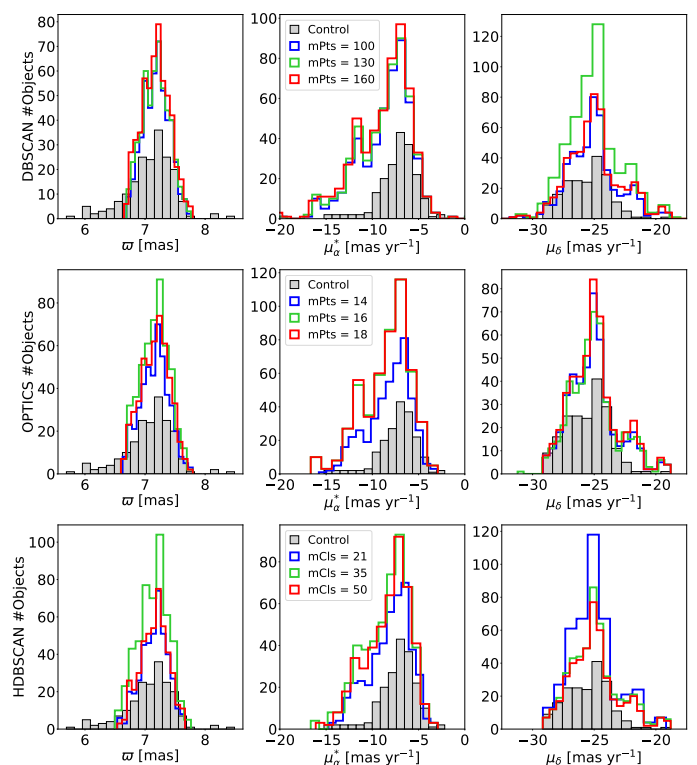 DBSCAN #Objects
80
70
60
50
40
30
20
10
0
6 7 8
ϖ [mas]
100
80
60
40
20
0
Control
mPts = 100
mPts = 130
mPts = 160
−20 −15 −10 −5 0
μ*α [mas yr⁻¹]
120
100
80
60
40
20
0
−30 −25 −20
μδ [mas yr⁻¹]
OPTICS #Objects
80
60
40
20
0
6 7 8
ϖ [mas]
120
100
80
60
40
20
0
Control
mPts = 14
mPts = 16
mPts = 18
−20 −15 −10 −5 0
μ*α [mas yr⁻¹]
80
70
60
50
40
30
20
10
0
−30 −25 −20
μδ [mas yr⁻¹]
HDBSCAN #Objects
100
80
60
40
20
0
6 7 8
ϖ [mas]
80
60
40
20
0
Control
mCls = 21
mCls = 35
mCls = 50
−20 −15 −10 −5 0
μ*α [mas yr⁻¹]
120
100
80
60
40
20
0
−30 −25 −20
μδ [mas yr⁻¹]